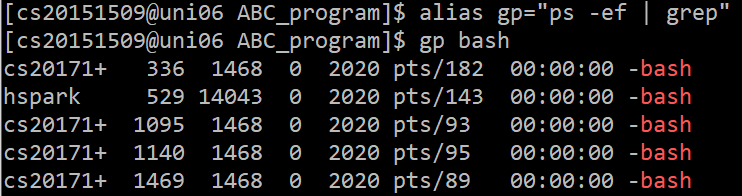 [cs20151509@uni06 ABC_program]$ alias gp="ps -ef | grep"
[cs20151509@uni06 ABC_program]$ gp bash
cs20171+   336  1468  0  2020 pts/182  00:00:00 -bash
hspark     529 14043  0  2020 pts/143  00:00:00 -bash
cs20171+  1095  1468  0  2020 pts/93   00:00:00 -bash
cs20171+  1140  1468  0  2020 pts/95   00:00:00 -bash
cs20171+  1469  1468  0  2020 pts/89   00:00:00 -bash